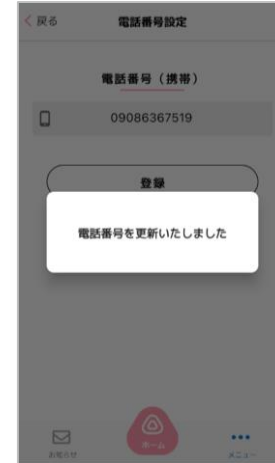 戻る
電話番号設定
電話番号（携帯）
09086367519
登録
電話番号を更新いたしました
お知らせ
ホーム
メニュー